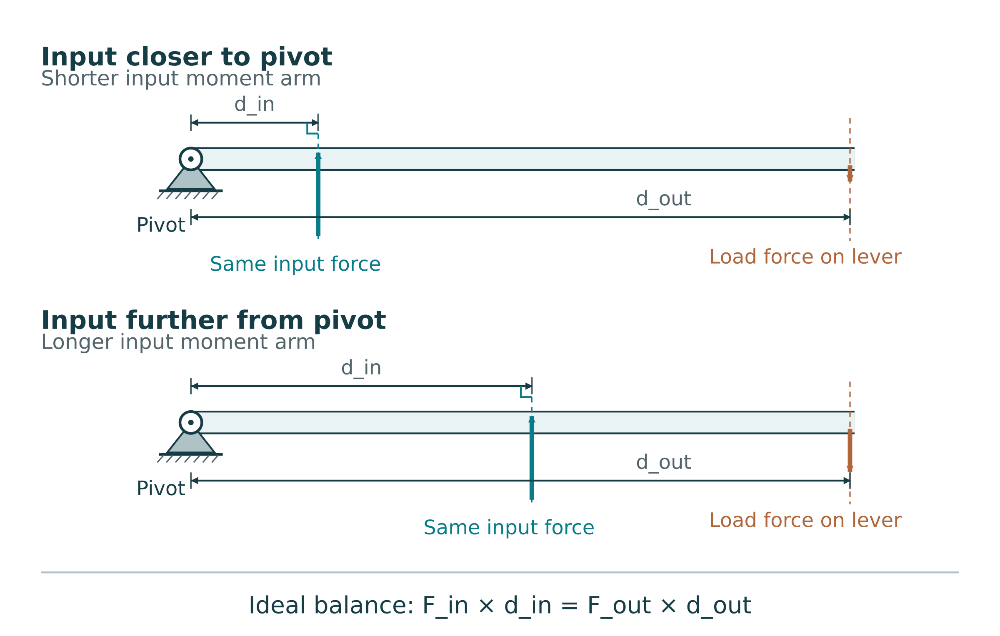 Input closer to pivot
Shorter input moment arm
d_in
d_out
Pivot
Load force on lever
Same input force
Input further from pivot
Longer input moment arm
d_in
d_out
Pivot
Load force on lever
Same input force
Ideal balance: F_in × d_in = F_out × d_out